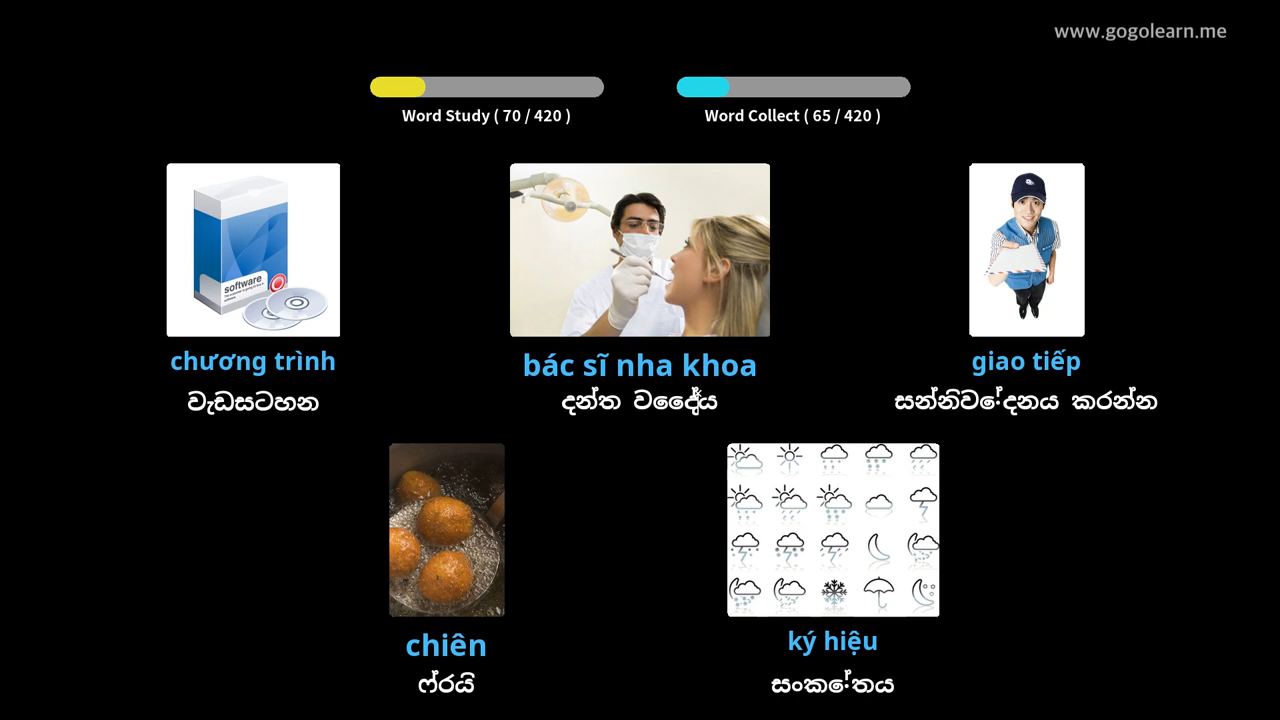 www.gogolearn.me
Word Study ( 70 / 420 )
Word Collect ( 65 / 420 )
software
chương trình
bác sĩ nha khoa
giao tiếp
වැඩසටහන
දන්ත වෛද්‍ය
සන්නිවේදනය කරන්න
chiên
ký hiệu
ෆ්රයි
සංකේතය